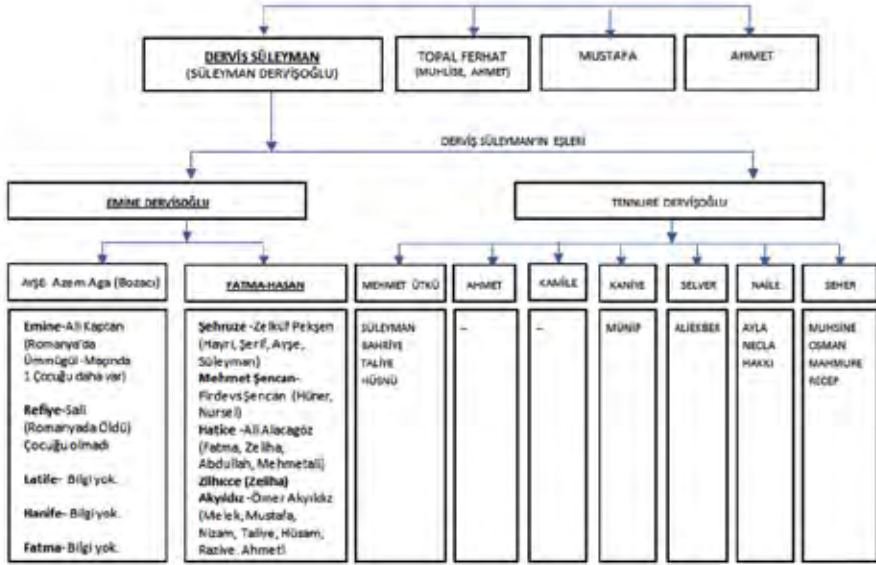 DERVİŞ SÜLEYMAN
(SÜLEYMAN DERVİŞOĞLU)
TOPAL FERHAT
(MUHLİSE, AHMET)
MUSTAFA
AHMET
DERVİŞ SÜLEYMAN'IN EŞLERİ
EMİNE DERVİŞOĞLU
TENNURE DERVİŞOĞLU
AYŞE- Azem Aga (Bozacı)
Emine-Ali Kaptan
(Romanya'da
Ümmügül -Maçında
1 Çocuğu daha var)
Refiye-Sali
(Romanyada Öldü)
Çocuğu olmadı
Latife- Bilgi yok.
Hanife- Bilgi yok.
Fatma- Bilgi yok.
FATMA-HASAN
Şehruze -Zelküf Pekşen
(Hayri, Şerif, Ayşe,
Süleyman)
Mehmet Şencan-
Firdevs Şencan (Hüner,
Nursel)
Hatice -Ali Alacagöz
(Fatma, Zeliha,
Abdullah, Mehmetali)
Zilhicce (Zeliha)
Akyıldız -Ömer Akyıldız
(Melek, Mustafa,
Nizam, Taliye, Hüsam,
Raziye, Ahmet)
MEHMET ÜTKÜ
SÜLEYMAN
BAHRİYE
TALİYE
HÜSNÜ
AHMET
–
KAMİLE
–
KANİYE
MÜNİP
SELVER
ALİEKBER
NAİLE
AYLA
NECLA
HAKKI
SEHER
MUHSİNE
OSMAN
MAHMURE
RECEP